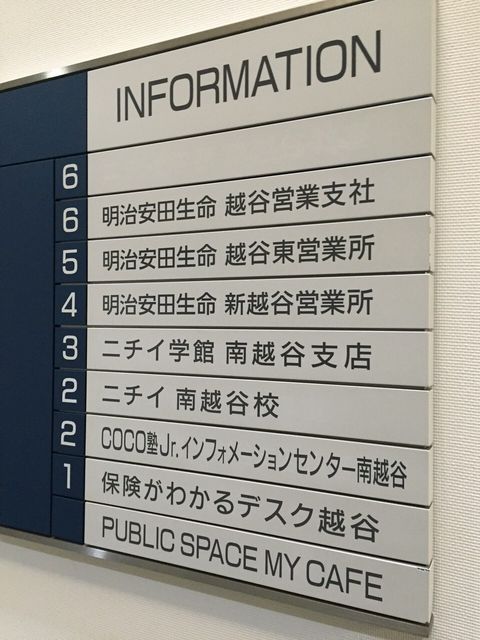 INFORMATION
6
6 明治安田生命 越谷営業支社
5 明治安田生命 越谷東営業所
4 明治安田生命 新越谷営業所
3 ニチイ学館 南越谷支店
2 ニチイ 南越谷校
2 COCO塾Jr.インフォメーションセンター南越谷
1 保険がわかるデスク越谷
PUBLIC SPACE MY CAFE